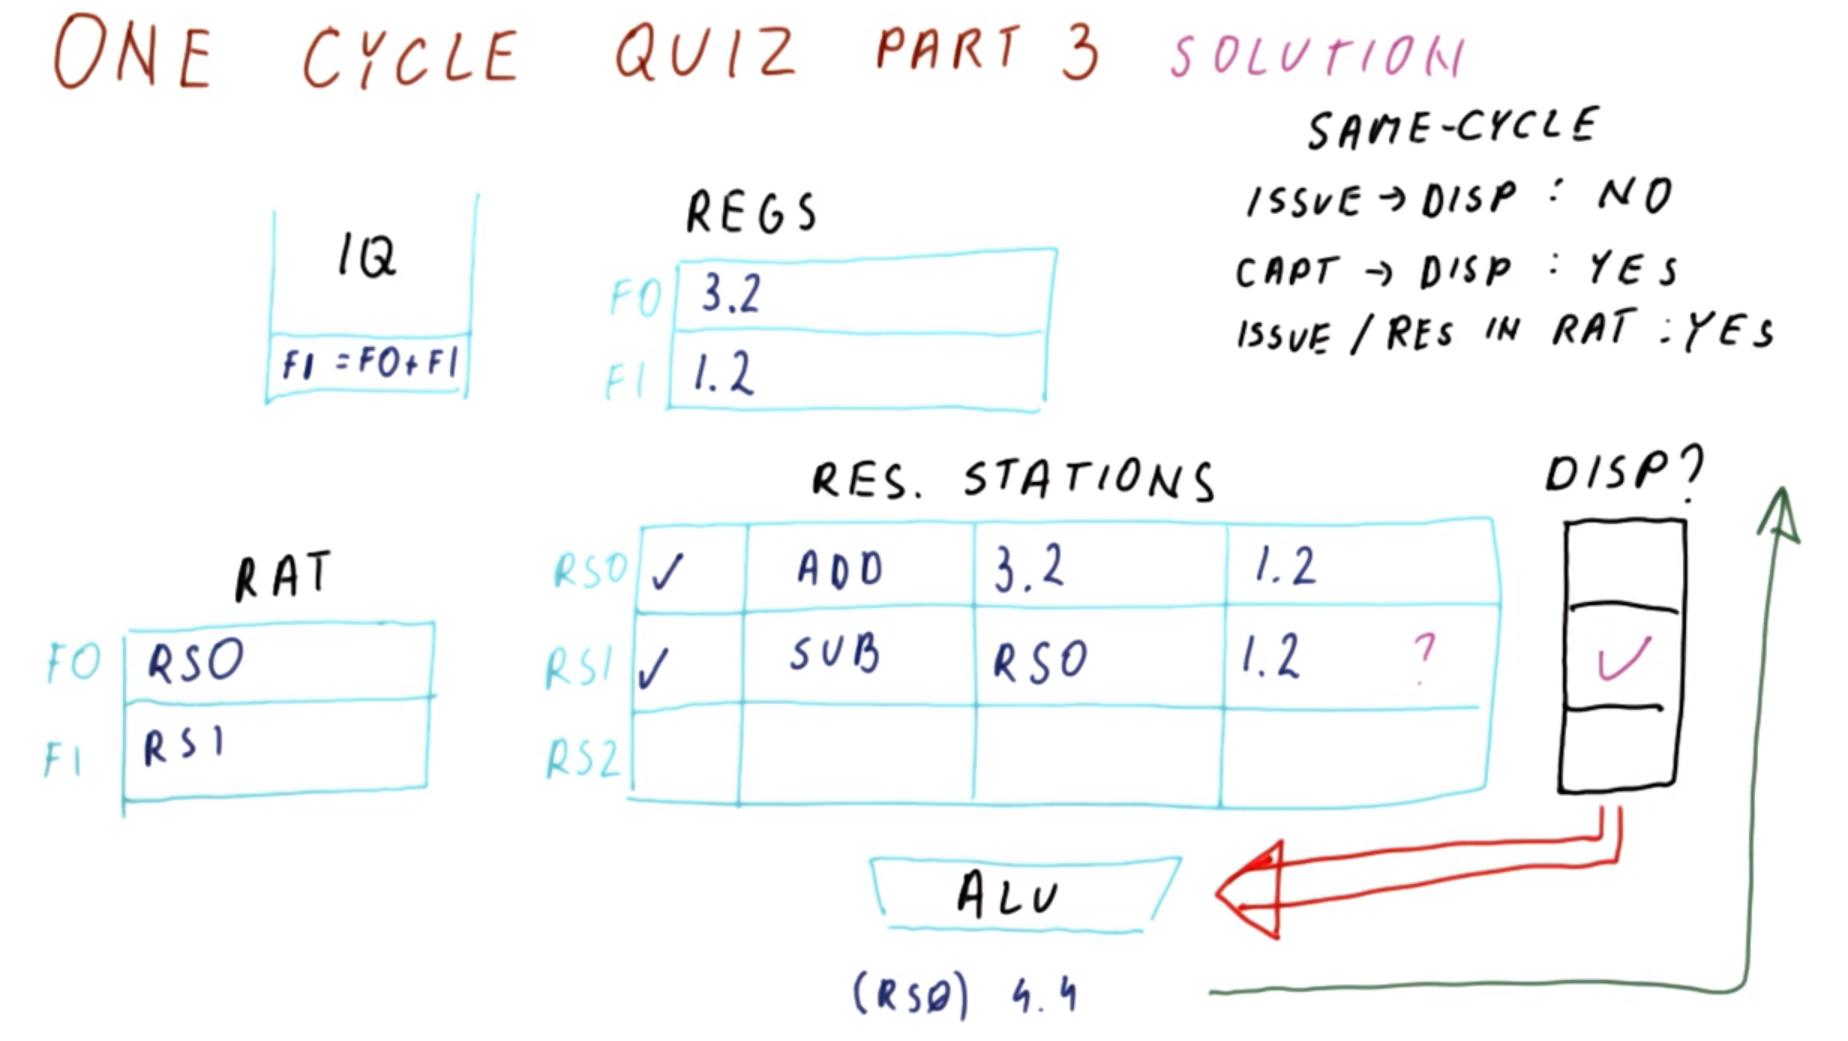 ONE CYCLE QUIZ PART 3 SOLUTION
SAME-CYCLE
ISSUE → DISP : NO
CAPT → DISP : YES
ISSUE / RES IN RAT : YES
IQ
F1 = F0 + F1
REGS
F0 3.2
F1 1.2
RES. STATIONS
DISP?
RS0 ✓ ADD 3.2 1.2
RS1 ✓ SUB RS0 1.2 ? ✓
RS2
RAT
F0 RS0
F1 RS1
ALU
(RS0) 4.4